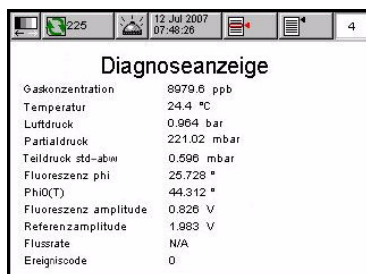 225
12 Jul 2007
07:48:26
4
Diagnoseanzeige
Gaskonzentration 8979.6 ppb
Temperatur 24.4 °C
Luftdruck 0.964 bar
Partialdruck 221.02 mbar
Teildruck std-abw 0.596 mbar
Fluoreszenz phi 25.728 °
Phi0(T) 44.312 °
Fluoreszenz amplitude 0.826 V
Referenzamplitude 1.983 V
Flussrate N/A
Ereigniscode 0